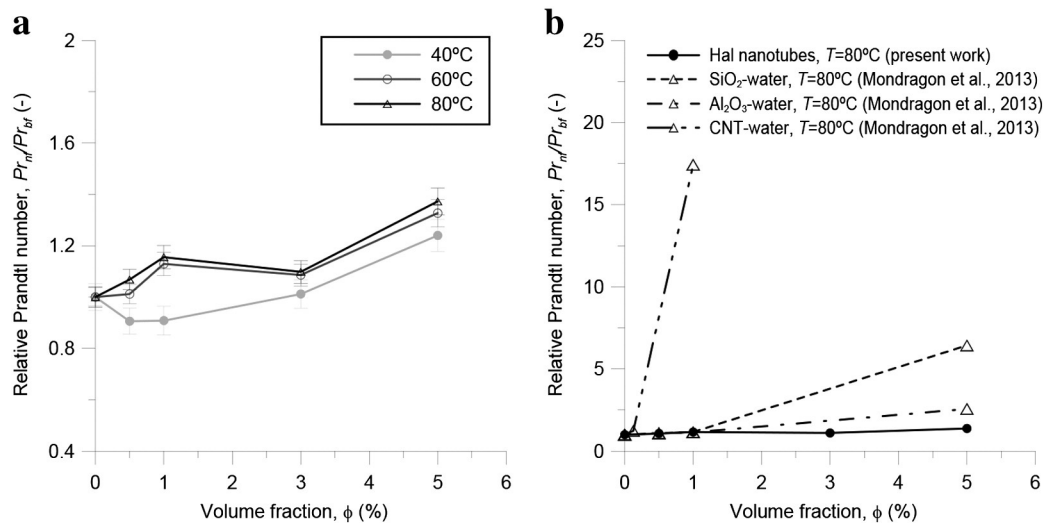 a
Relative Prandtl number, Prnf/Prbf (-)
2
1.6
1.2
0.8
0.4
40ºC
60ºC
80ºC
0 1 2 3 4 5 6
Volume fraction, ϕ (%)
b
Relative Prandtl number, Prnf/Prbf (-)
25
20
15
10
5
0
Hal nanotubes, T=80ºC (present work)
SiO₂-water, T=80ºC (Mondragon et al., 2013)
Al₂O₃-water, T=80ºC (Mondragon et al., 2013)
CNT-water, T=80ºC (Mondragon et al., 2013)
0 1 2 3 4 5 6
Volume fraction, ϕ (%)